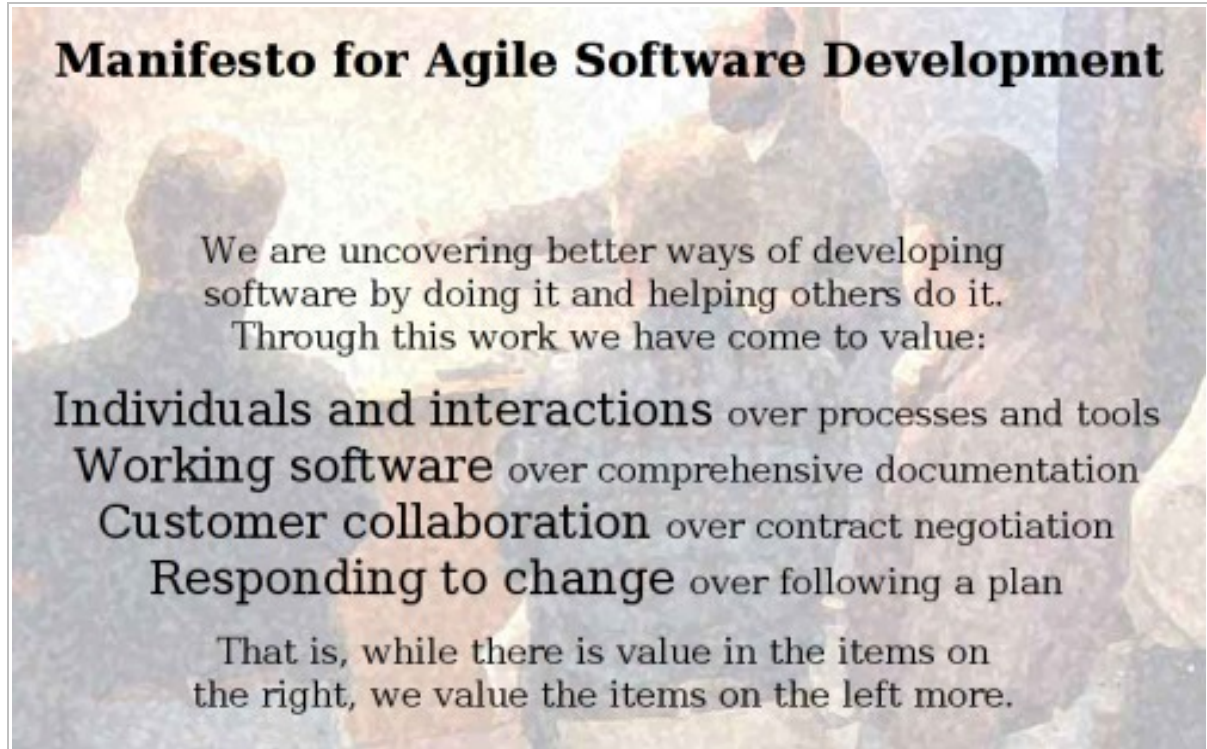 Manifesto for Agile Software Development
We are uncovering better ways of developing
software by doing it and helping others do it.
Through this work we have come to value:
Individuals and interactions over processes and tools
Working software over comprehensive documentation
Customer collaboration over contract negotiation
Responding to change over following a plan
That is, while there is value in the items on
the right, we value the items on the left more.